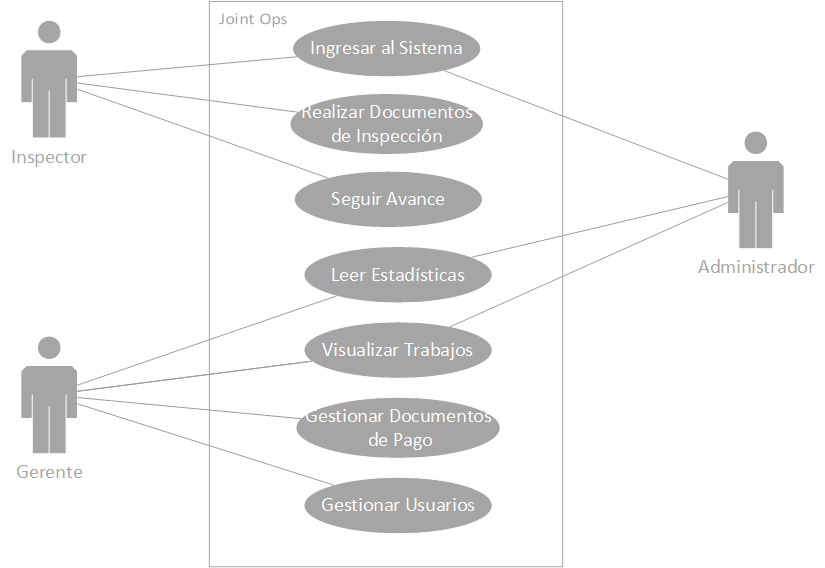 Joint Ops
Ingresar al Sistema
Realizar Documentos
de Inspección
Inspector
Seguir Avance
Administrador
Leer Estadísticas
Visualizar Trabajos
Gestionar Documentos
de Pago
Gerente
Gestionar Usuarios